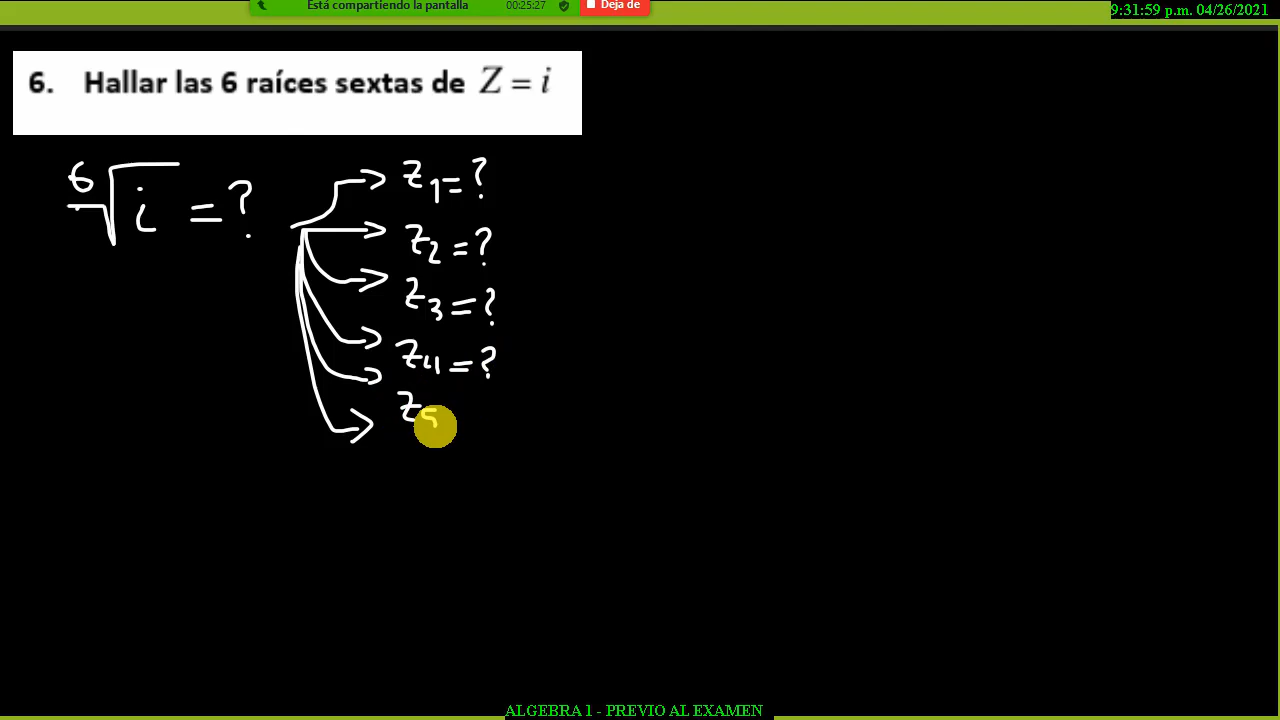 Está compartiendo la pantalla 00:25:27 Deja de
9:31:59 p.m. 04/26/2021
6. Hallar las 6 raíces sextas de Z = i
6√i = ?
z1 = ?
z2 = ?
z3 = ?
z4 = ?
z5
ALGEBRA 1 - PREVIO AL EXAMEN